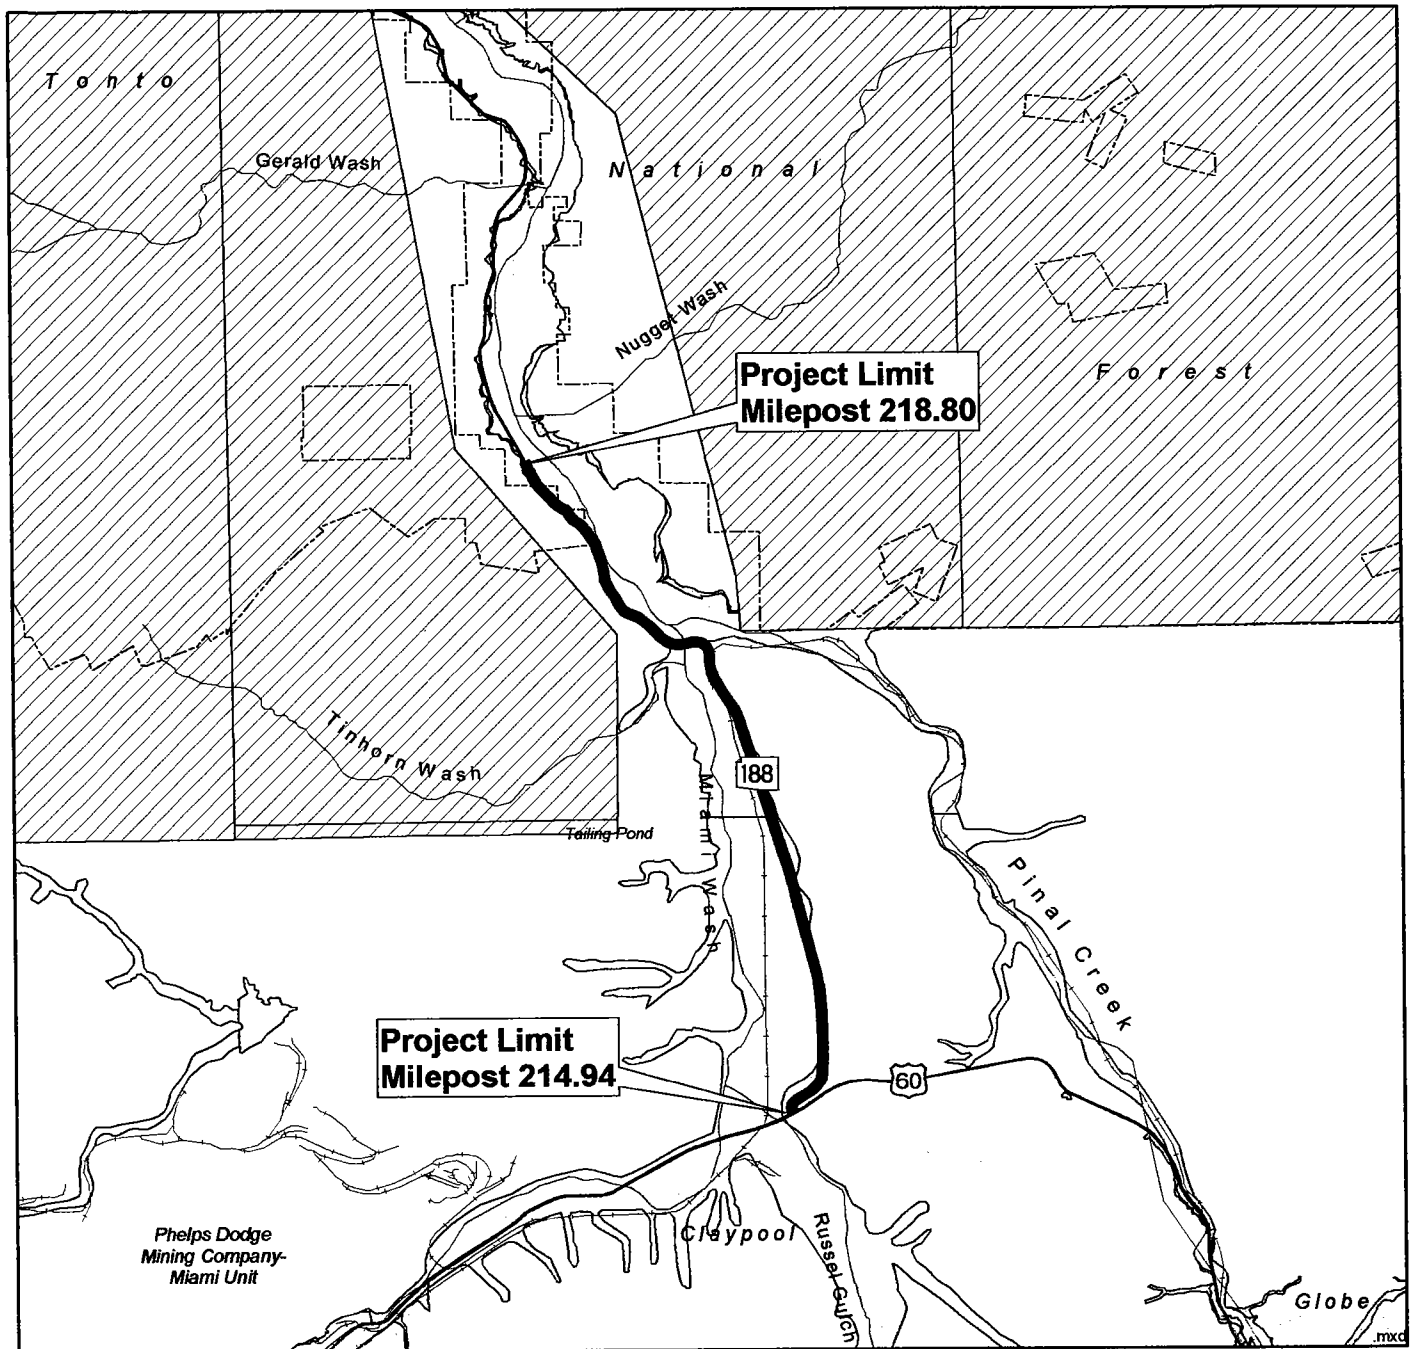 Tonto
Gerald Wash
National
Nugget Wash
Project Limit
Milepost 218.80
Forest
Tinhorn Wash
188
Miami Wash
Tailing Pond
Pinal Creek
Project Limit
Milepost 214.94
60
Phelps Dodge
Mining Company-
Miami Unit
Claypool
Russel Gulch
Globe
.mxd